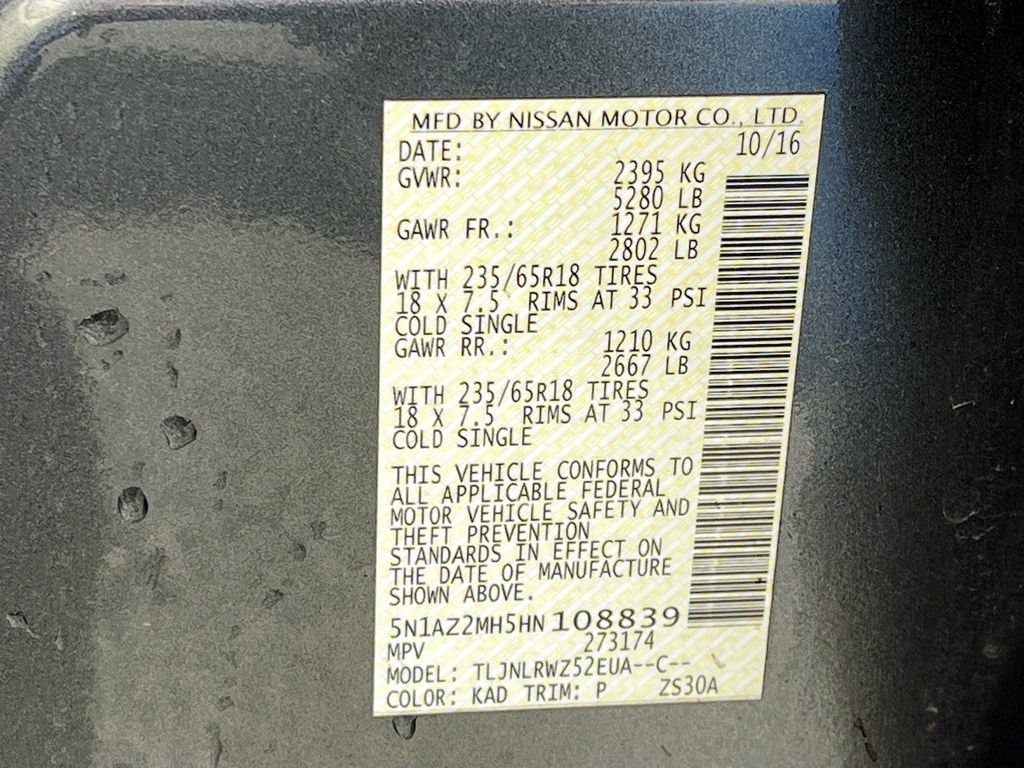 MFD BY NISSAN MOTOR CO., LTD.
DATE: 10/16
GVWR: 2395 KG
5280 LB
GAWR FR.: 1271 KG
2802 LB
WITH 235/65R18 TIRES
18 X 7.5 RIMS AT 33 PSI
COLD SINGLE
GAWR RR.: 1210 KG
2667 LB
WITH 235/65R18 TIRES
18 X 7.5 RIMS AT 33 PSI
COLD SINGLE
THIS VEHICLE CONFORMS TO
ALL APPLICABLE FEDERAL
MOTOR VEHICLE SAFETY AND
THEFT PREVENTION
STANDARDS IN EFFECT ON
THE DATE OF MANUFACTURE
SHOWN ABOVE.
5N1AZ2MH5HN108839
MPV 273174
MODEL: TLJNLRWZ52EUA--C--
COLOR: KAD TRIM: P ZS30A